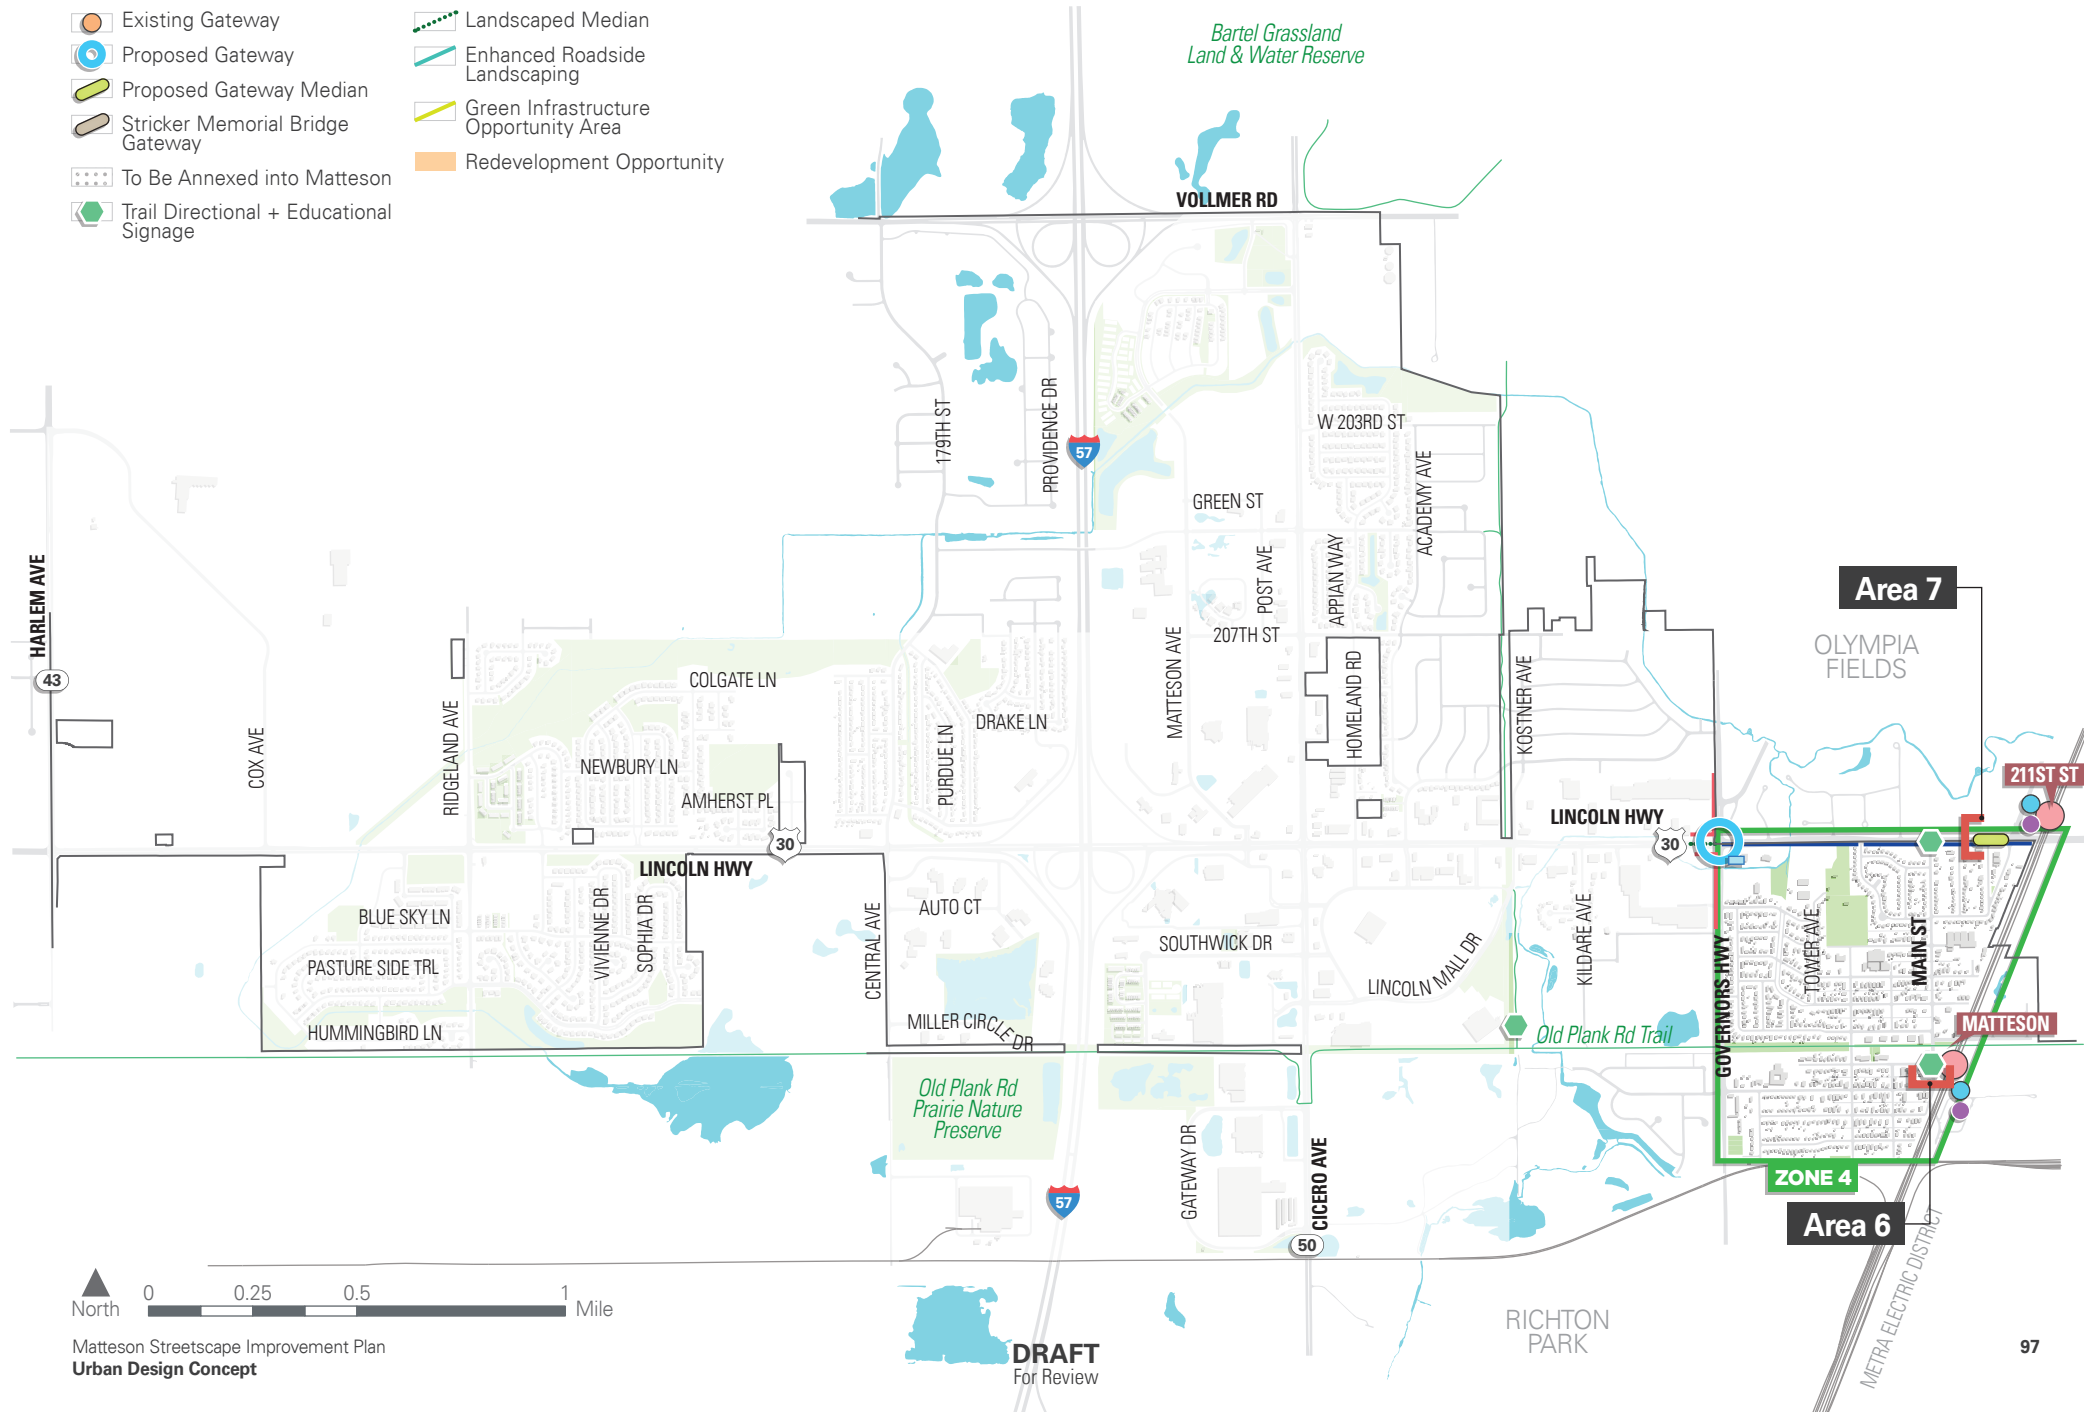 Existing Gateway
Proposed Gateway
Proposed Gateway Median
Stricker Memorial Bridge
Gateway
To Be Annexed into Matteson
Trail Directional + Educational
Signage
Landscaped Median
Enhanced Roadside
Landscaping
Green Infrastructure
Opportunity Area
Redevelopment Opportunity
Bartel Grassland
Land & Water Reserve
VOLLMER RD
179TH ST
PROVIDENCE DR
57
W 203RD ST
ACADEMY AVE
GREEN ST
POST AVE
APPIAN WAY
207TH ST
MATTESON AVE
HOMELAND RD
KOSTNER AVE
HARLEM AVE
43
COX AVE
RIDGELAND AVE
COLGATE LN
NEWBURY LN
AMHERST PL
PURDUE LN
DRAKE LN
30
LINCOLN HWY
LINCOLN HWY
30
Area 7
OLYMPIA
FIELDS
211ST ST
BLUE SKY LN
VIVIENNE DR
SOPHIA DR
PASTURE SIDE TRL
HUMMINGBIRD LN
CENTRAL AVE
AUTO CT
MILLER CIRCLE DR
SOUTHWICK DR
LINCOLN MALL DR
KILDARE AVE
GOVERNORS HWY
TOWER AVE
MAIN ST
MATTESON
Old Plank Rd Trail
Old Plank Rd
Prairie Nature
Preserve
GATEWAY DR
CICERO AVE
57
50
ZONE 4
Area 6
METRA ELECTRIC DISTRICT
RICHTON
PARK
North
0 0.25 0.5 1 Mile
Matteson Streetscape Improvement Plan
Urban Design Concept
DRAFT
For Review
97